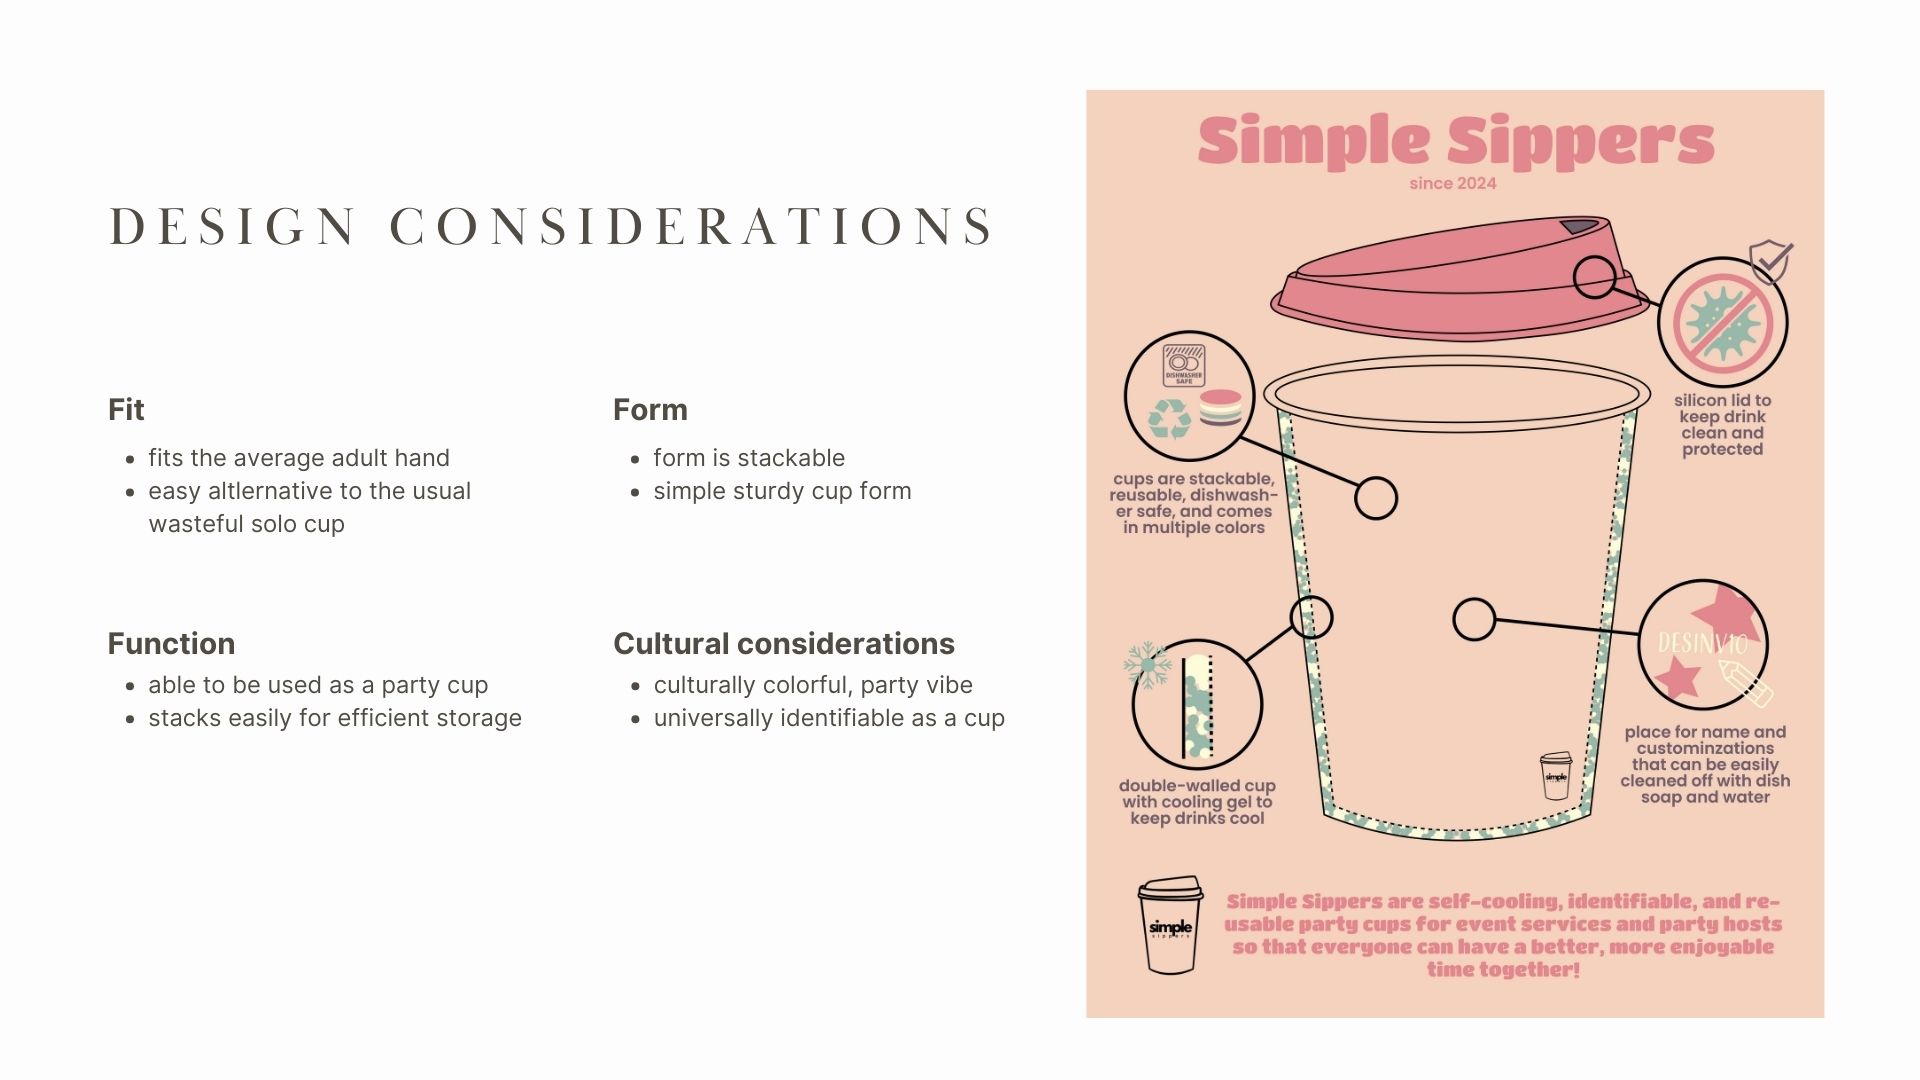 DESIGN CONSIDERATIONS
Fit
• fits the average adult hand
• easy altlernative to the usual
wasteful solo cup
Form
• form is stackable
• simple sturdy cup form
Function
• able to be used as a party cup
• stacks easily for efficient storage
Cultural considerations
• culturally colorful, party vibe
• universally identifiable as a cup
Simple Sippers
since 2024
silicon lid to
keep drink
clean and
protected
DISHWASHER
SAFE
cups are stackable,
reusable, dishwash-
er safe, and comes
in multiple colors
DESINV10
place for name and
custominzations
that can be easily
cleaned off with dish
soap and water
double-walled cup
with cooling gel to
keep drinks cool
simple
simple
sippers
Simple Sippers are self-cooling, identifiable, and re-
usable party cups for event services and party hosts
so that everyone can have a better, more enjoyable
time together!